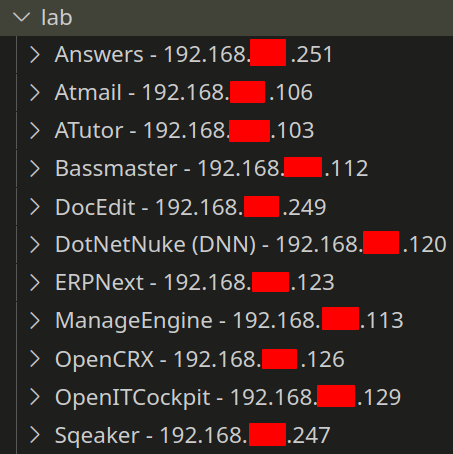 lab
Answers - 192.168. .251
Atmail - 192.168. .106
ATutor - 192.168. .103
Bassmaster - 192.168. .112
DocEdit - 192.168. .249
DotNetNuke (DNN) - 192.168. .120
ERPNext - 192.168. .123
ManageEngine - 192.168. .113
OpenCRX - 192.168. .126
OpenITCockpit - 192.168. .129
Sqeaker - 192.168. .247